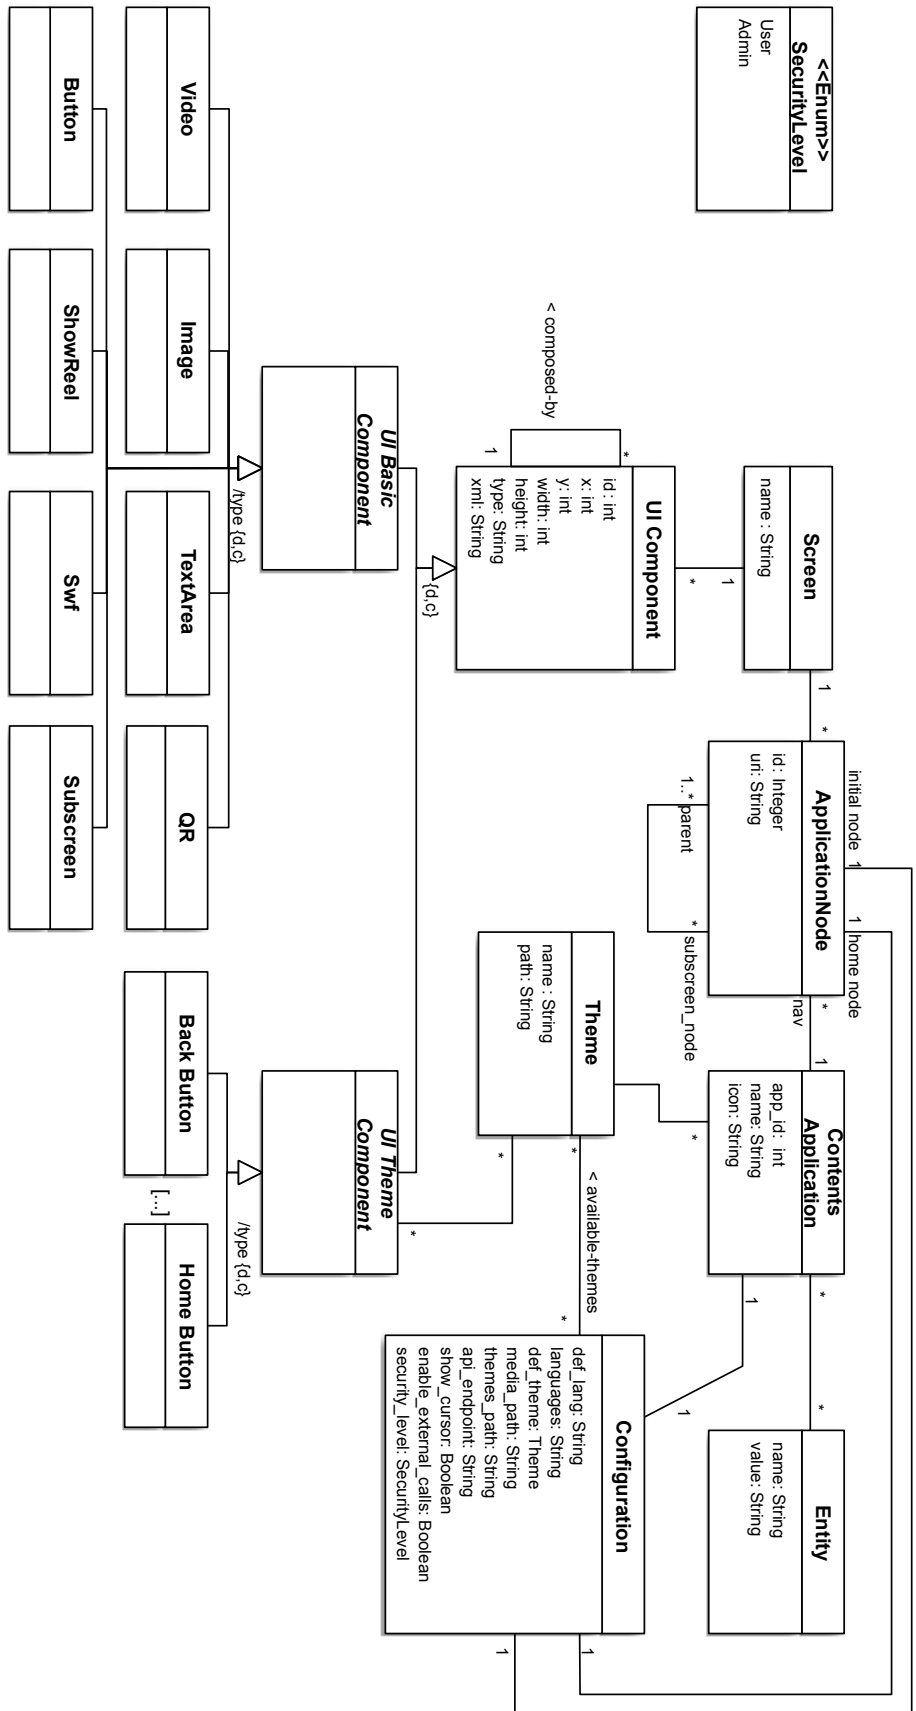 <<Enum>>
SecurityLevel
User
Admin
Screen
name : String
1
*
1
*
ApplicationNode
id: Integer
uri: String
initial node
1
1
home node
1..*
parent
*
subscreen_node
*
nav
1
Contents
Application
app_id: int
name: String
icon: String
*
*
Entity
name: String
value: String
UI Component
id : int
x: int
y: int
width: int
height: int
type: String
xml: String
< composed-by
*
1
{d,c}
Theme
name : String
path: String
*
*
< available-themes
*
*
*
1
1
Configuration
def_lang: String
languages: String
def_theme: Theme
media_path: String
themes_path: String
api_endpoint: String
show_cursor: Boolean
enable_external_calls: Boolean
security_level: SecurityLevel
1
1
UI Basic
Component
/type {d,c}
UI Theme
Component
/type {d,c}
Video
Image
TextArea
QR
Back Button
[...]
Home Button
Button
ShowReel
Swf
Subscreen